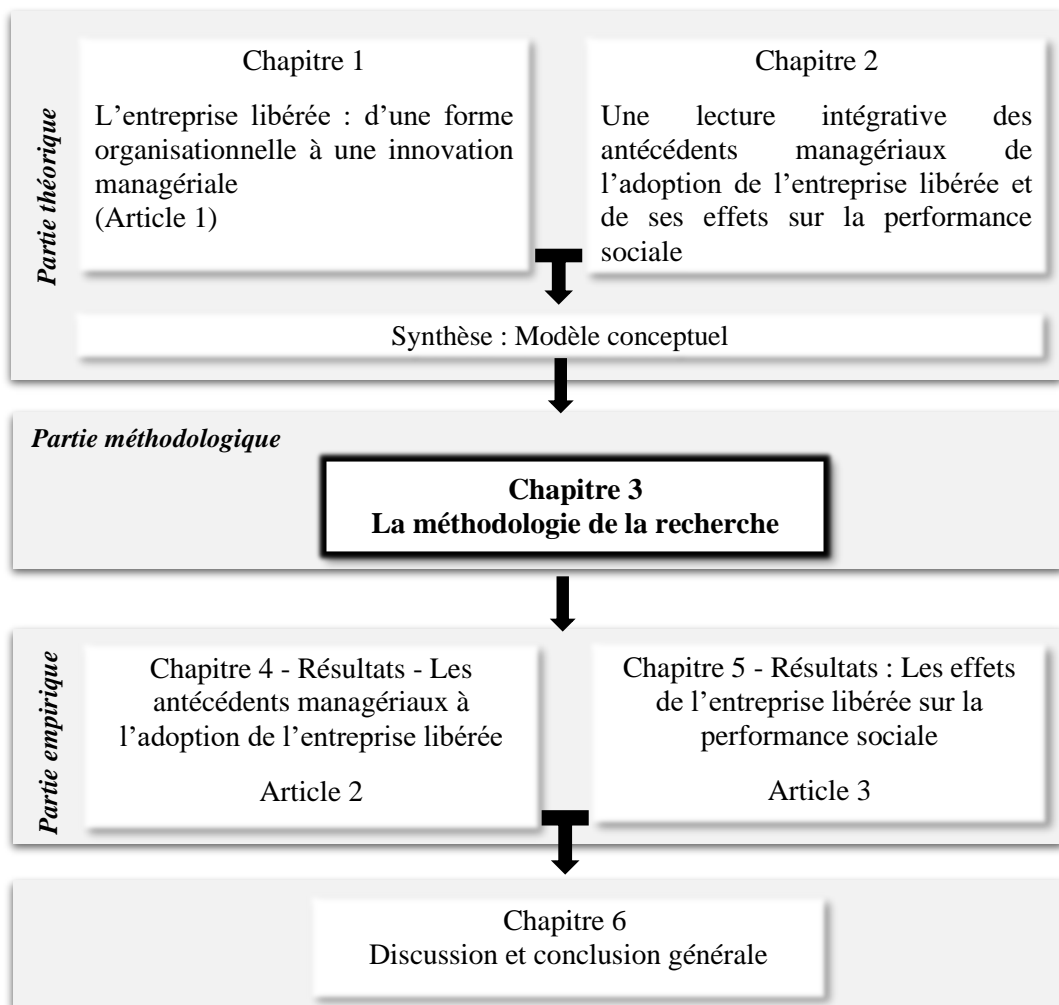 Partie théorique
Chapitre 1
L’entreprise libérée : d’une forme
organisationnelle à une innovation
managériale
(Article 1)
Chapitre 2
Une lecture intégrative des
antécédents managériaux de
l’adoption de l’entreprise libérée et
de ses effets sur la performance
sociale
Synthèse : Modèle conceptuel
Partie méthodologique
Chapitre 3
La méthodologie de la recherche
Partie empirique
Chapitre 4 - Résultats - Les
antécédents managériaux à
l’adoption de l’entreprise libérée
Article 2
Chapitre 5 - Résultats : Les effets
de l’entreprise libérée sur la
performance sociale
Article 3
Chapitre 6
Discussion et conclusion générale